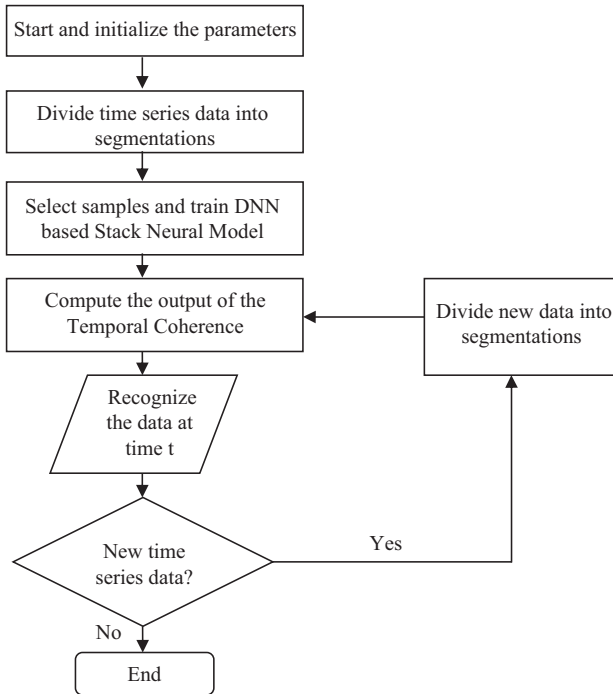 Start and initialize the parameters
Divide time series data into
segmentations
Select samples and train DNN
based Stack Neural Model
Compute the output of the
Temporal Coherence
Divide new data into
segmentations
Recognize
the data at
time t
New time
series data?
Yes
No
End